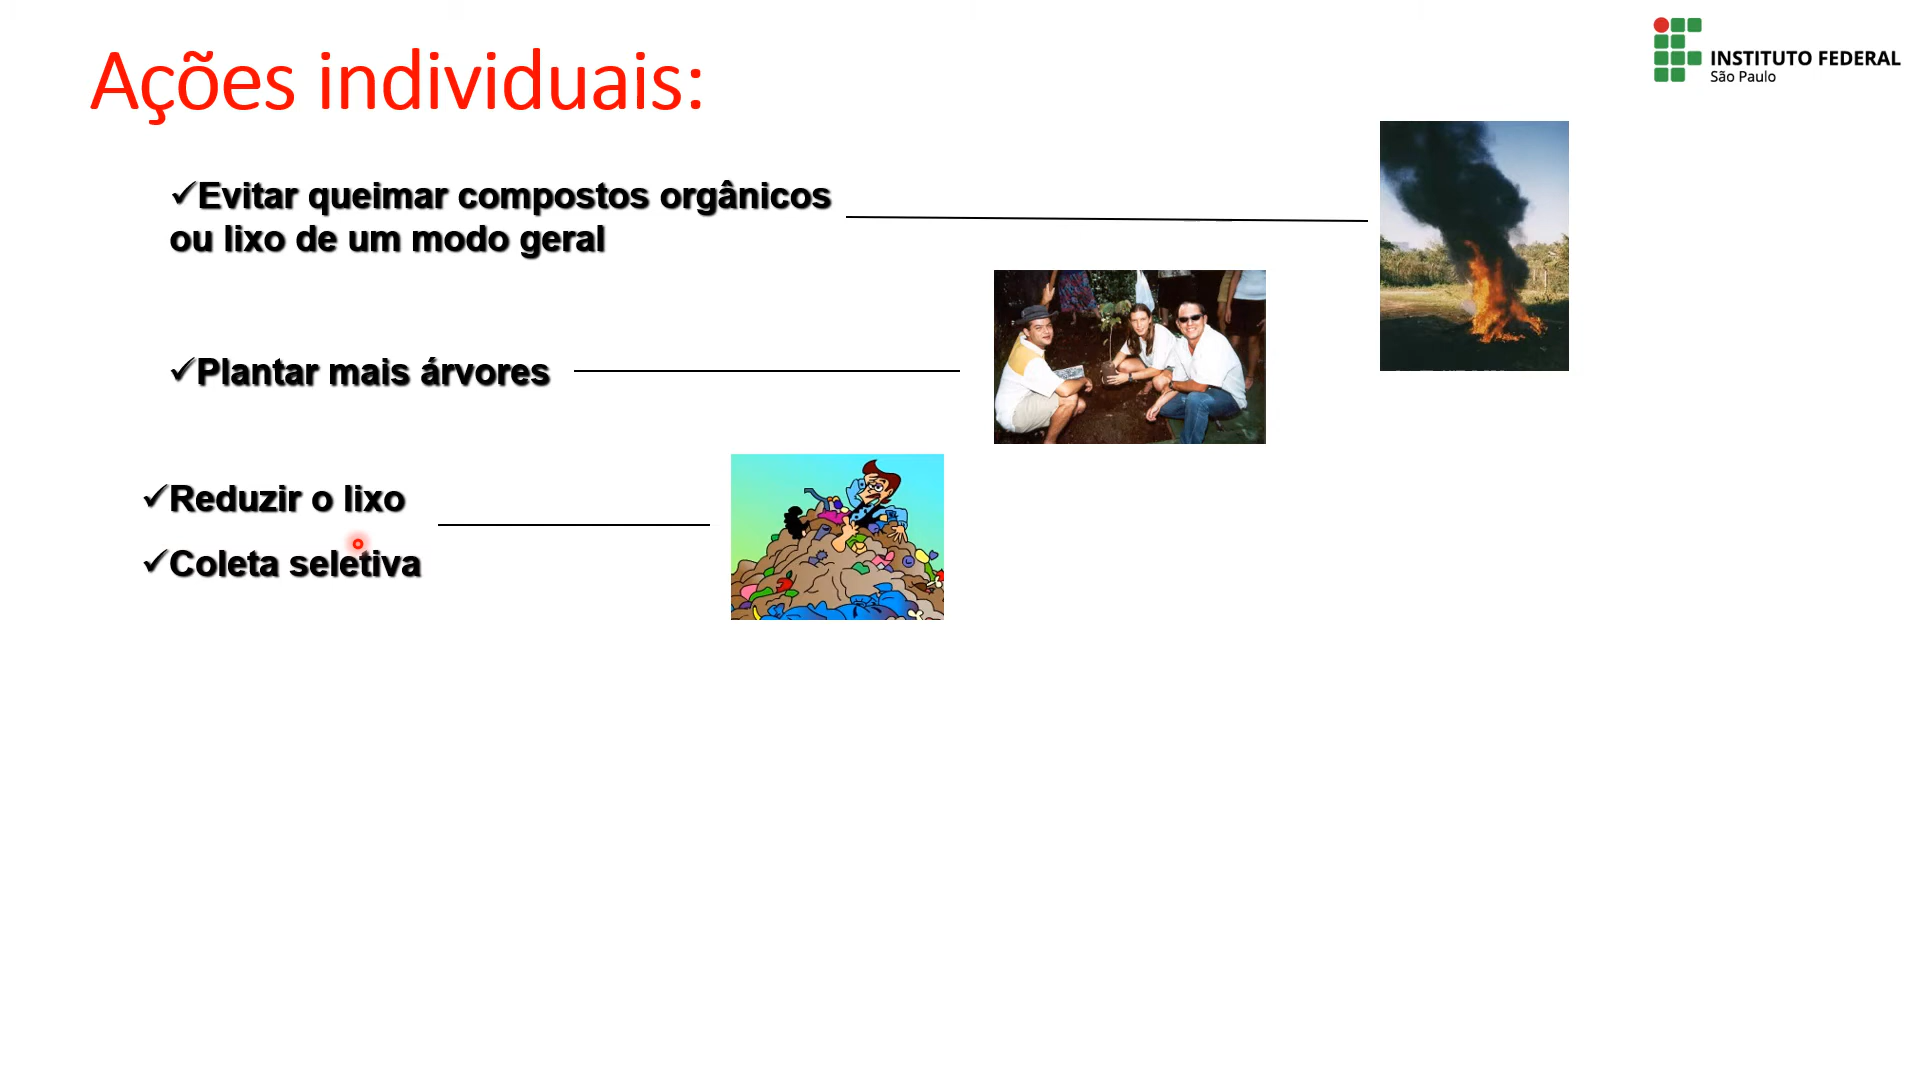 Ações individuais:
INSTITUTO FEDERAL
São Paulo
✓Evitar queimar compostos orgânicos
ou lixo de um modo geral
✓Plantar mais árvores
✓Reduzir o lixo
✓Coleta seletiva